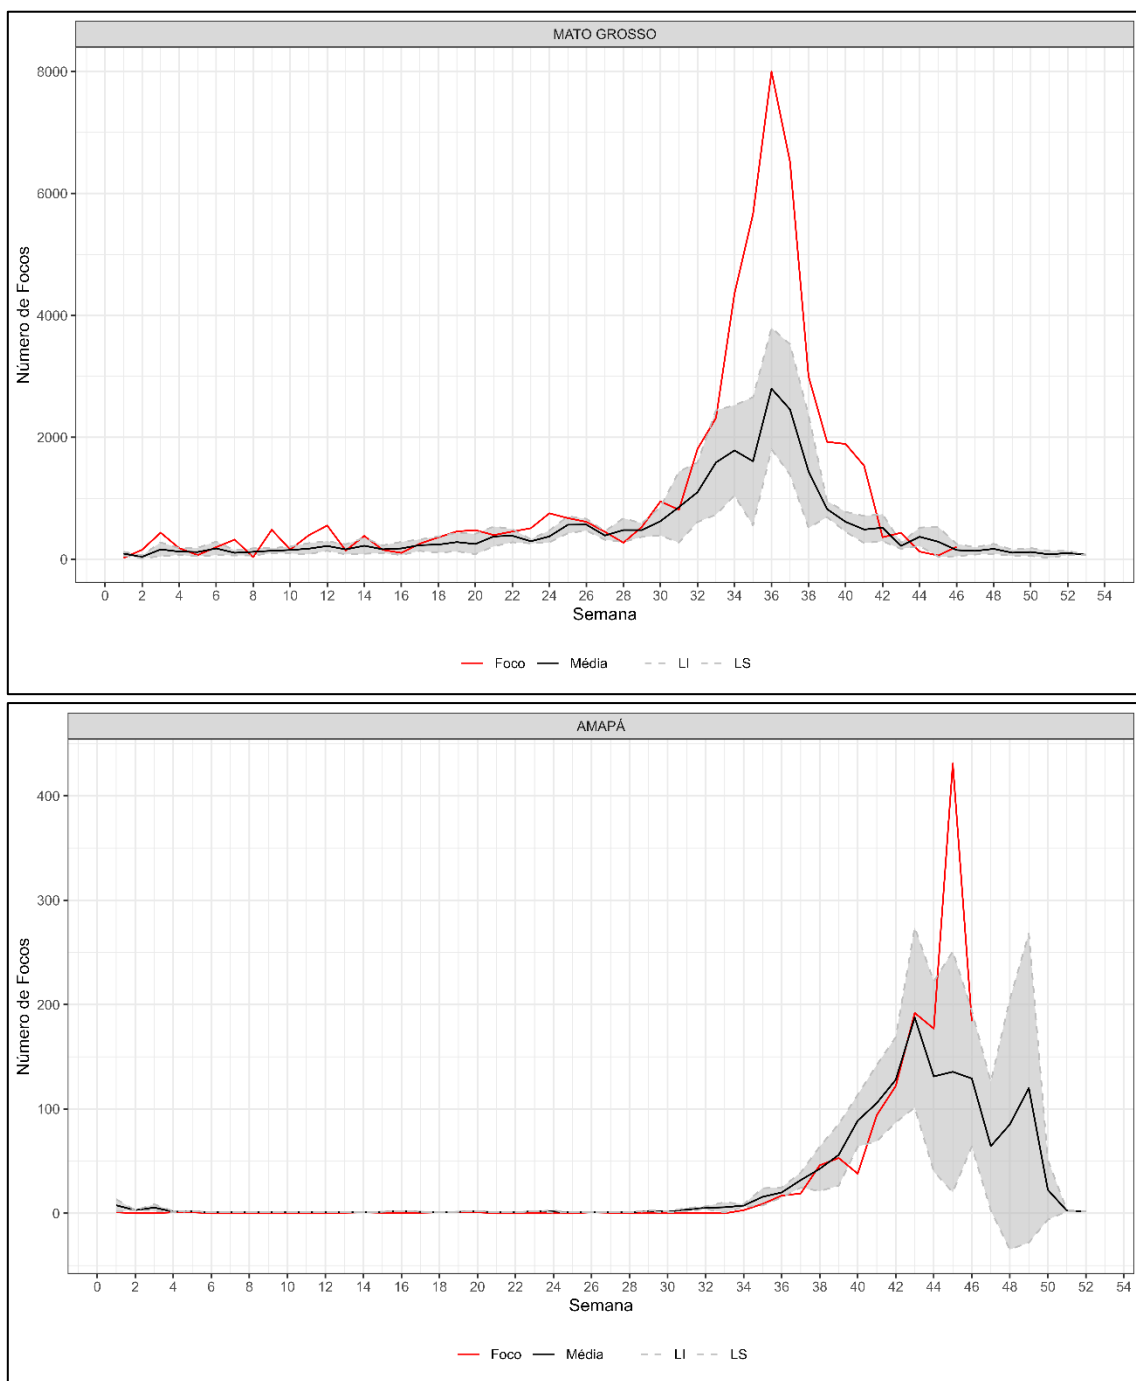 MATO GROSSO
8000
6000
4000
2000
0
Número de Focos
0 2 4 6 8 10 12 14 16 18 20 22 24 26 28 30 32 34 36 38 40 42 44 46 48 50 52 54
Semana
Foco Média LI LS
AMAPÁ
400
300
200
100
0
Número de Focos
0 2 4 6 8 10 12 14 16 18 20 22 24 26 28 30 32 34 36 38 40 42 44 46 48 50 52 54
Semana
Foco Média LI LS